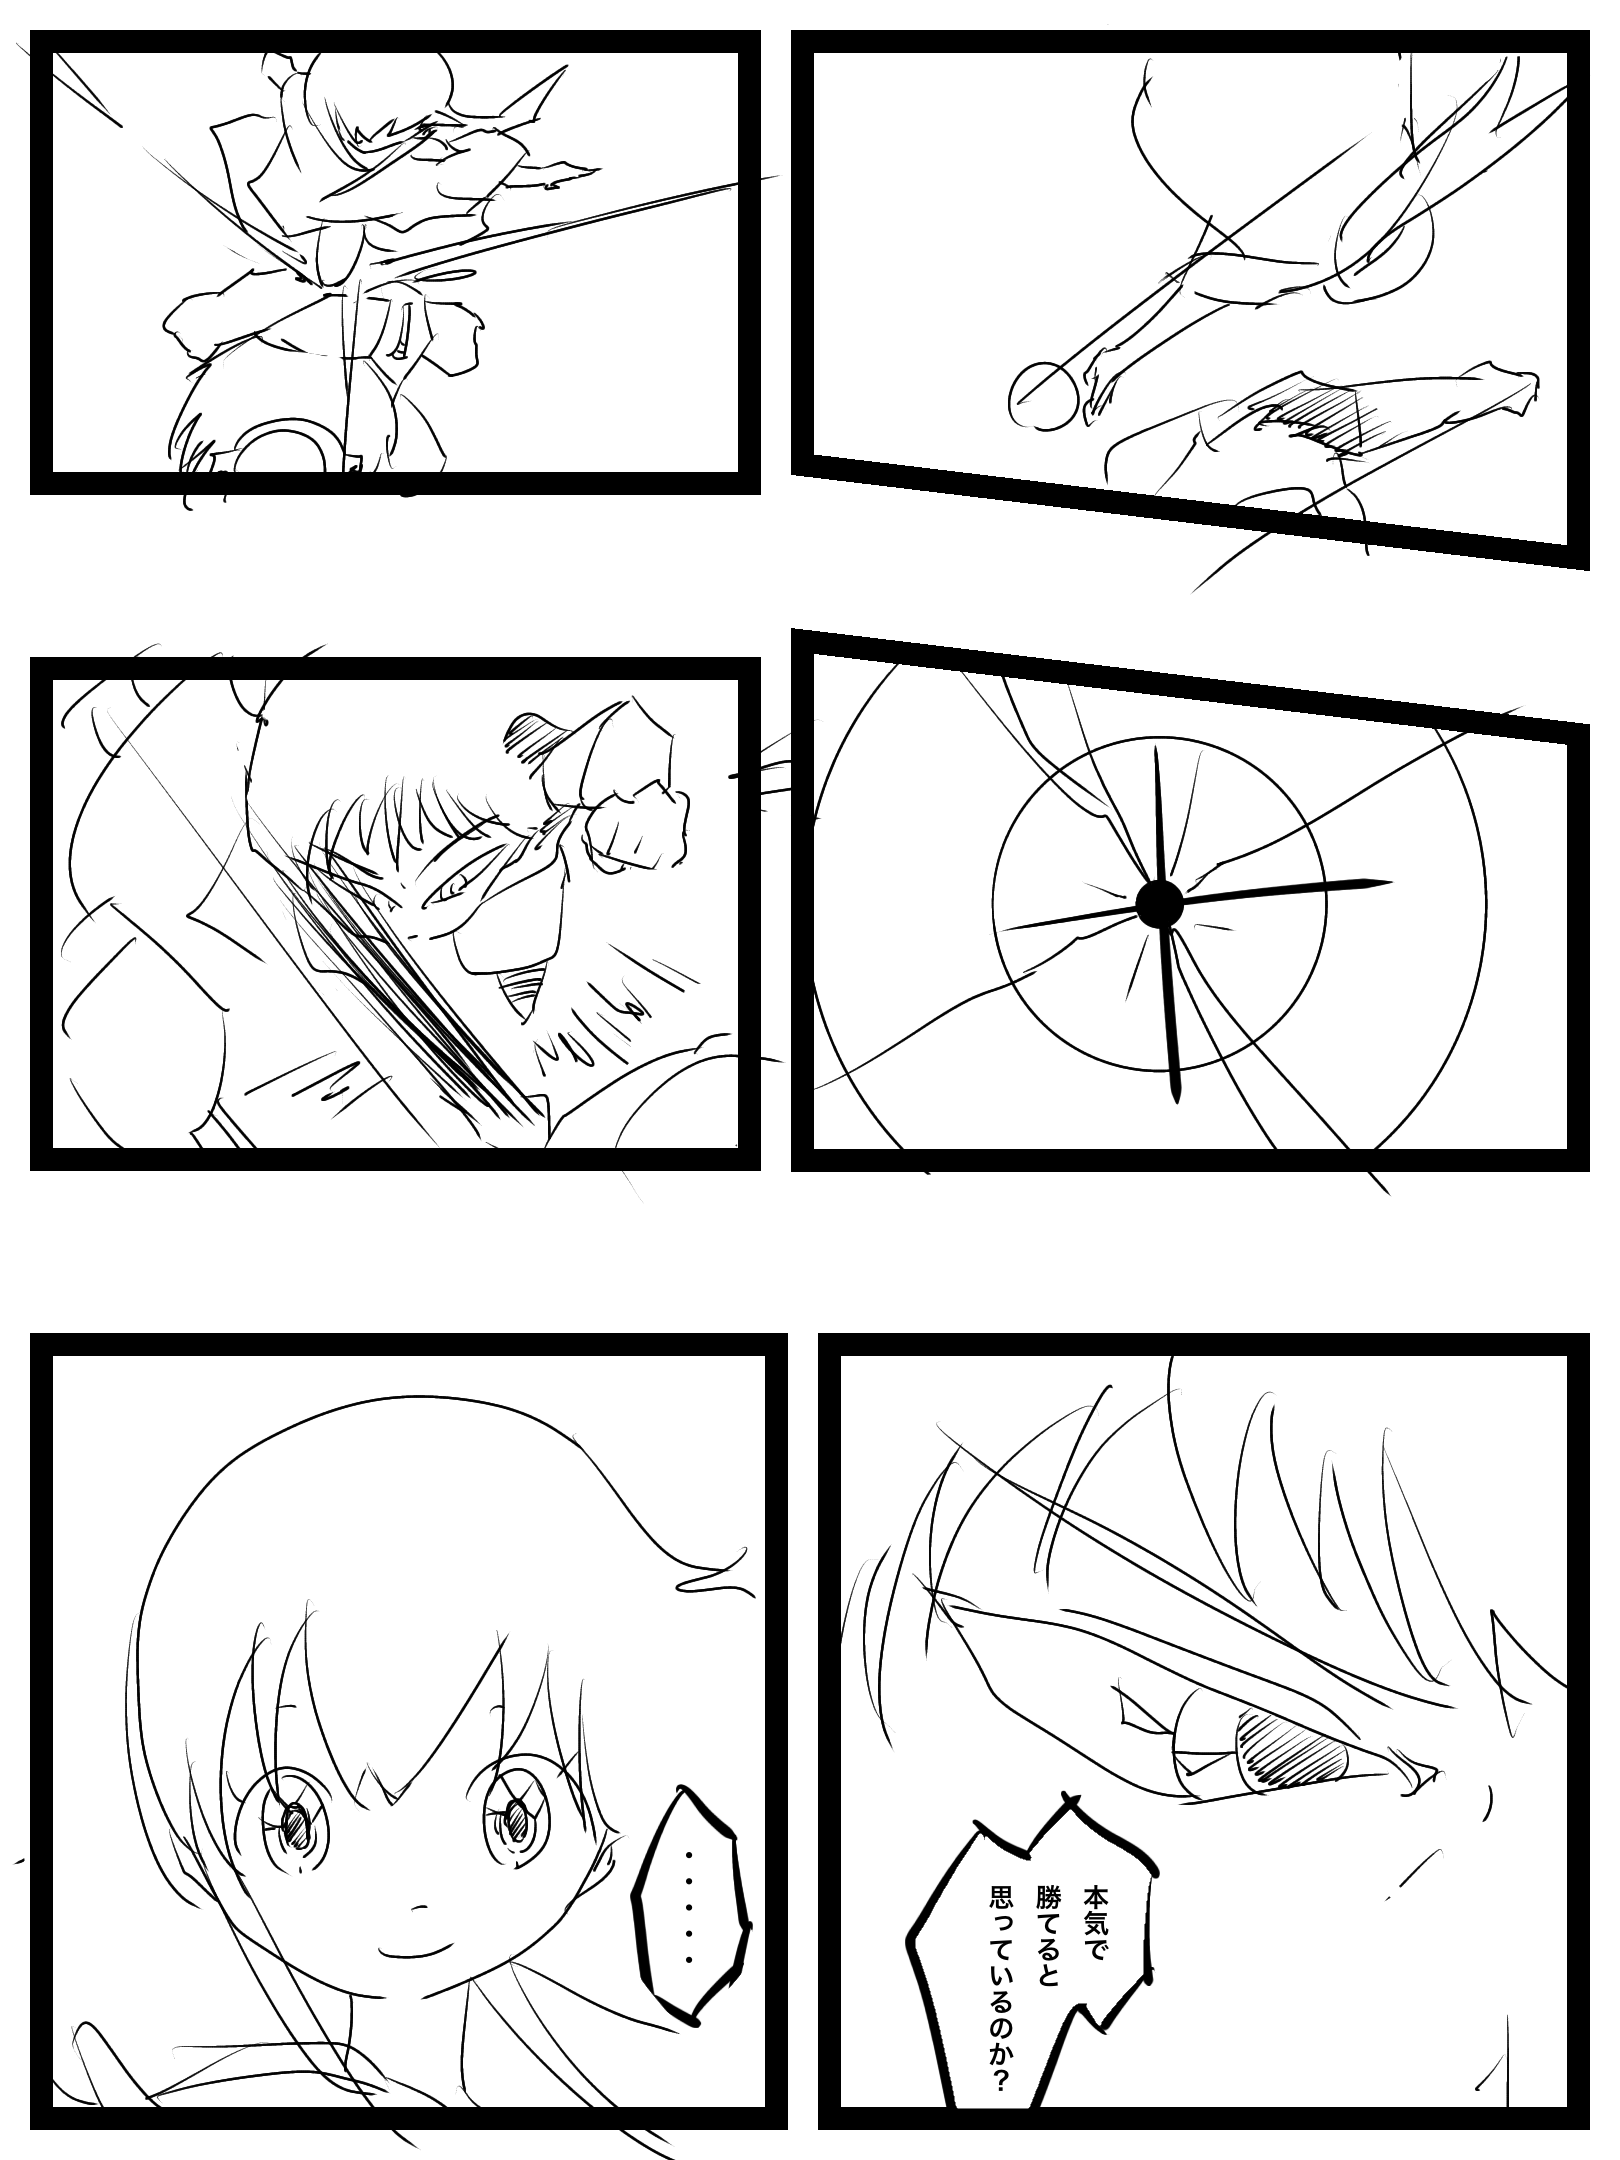 本気で
勝てると
思っているのか？
・・・・・